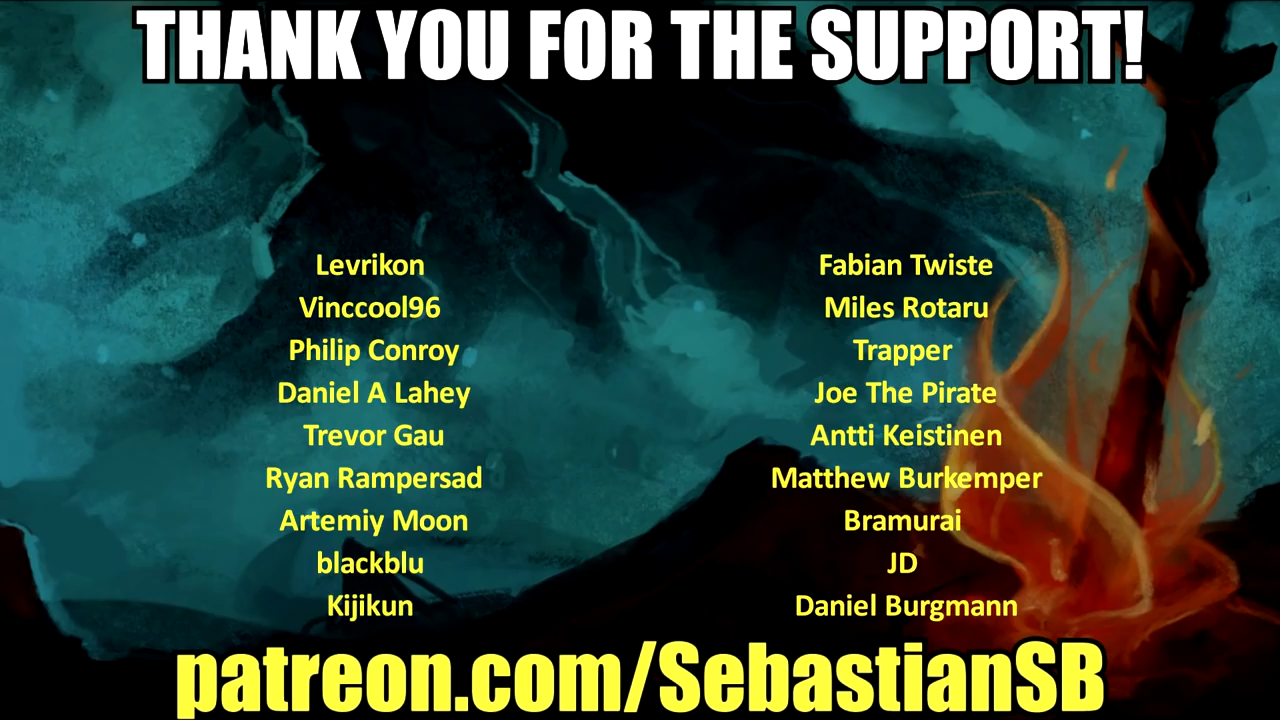 THANK YOU FOR THE SUPPORT!
Levrikon
Vinccool96
Philip Conroy
Daniel A Lahey
Trevor Gau
Ryan Rampersad
Artemiy Moon
blackblu
Kijikun
Fabian Twiste
Miles Rotaru
Trapper
Joe The Pirate
Antti Keistinen
Matthew Burkemper
Bramurai
JD
Daniel Burgmann
patreon.com/SebastianSB